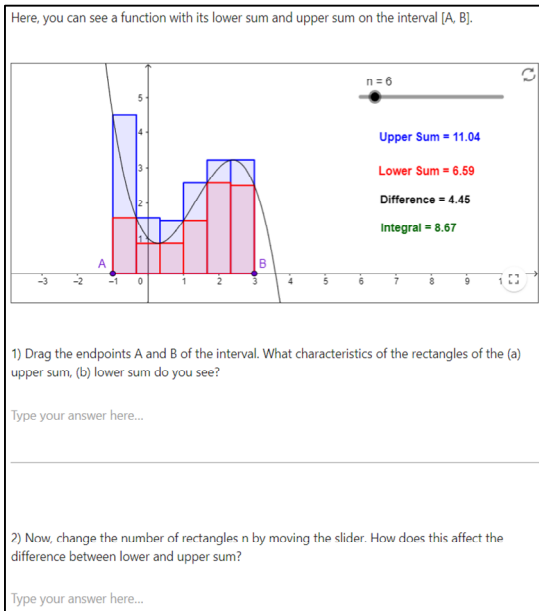 Here, you can see a function with its lower sum and upper sum on the interval [A, B].
n = 6
5
Upper Sum = 11.04
4
Lower Sum = 6.59
3
Difference = 4.45
2
Integral = 8.67
1
A
B
-3 -2 -1 0 1 2 3 4 5 6 7 8 9 1
1) Drag the endpoints A and B of the interval. What characteristics of the rectangles of the (a)
upper sum, (b) lower sum do you see?
Type your answer here...
2) Now, change the number of rectangles n by moving the slider. How does this affect the
difference between lower and upper sum?
Type your answer here...